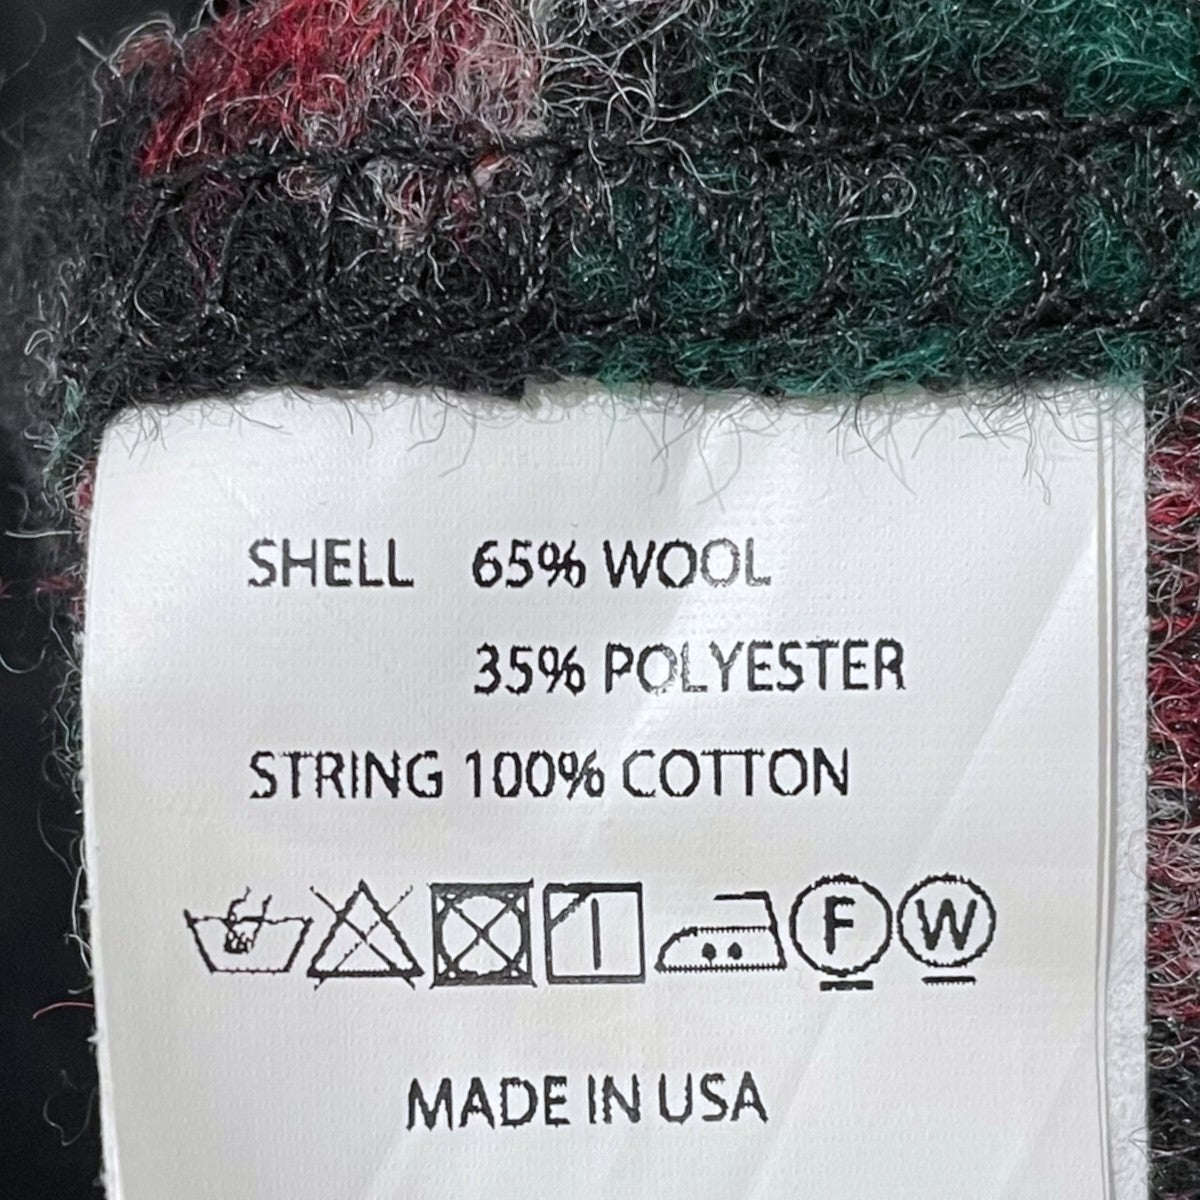 SHELL 65% WOOL
35% POLYESTER
STRING 100% COTTON
F W
MADE IN USA